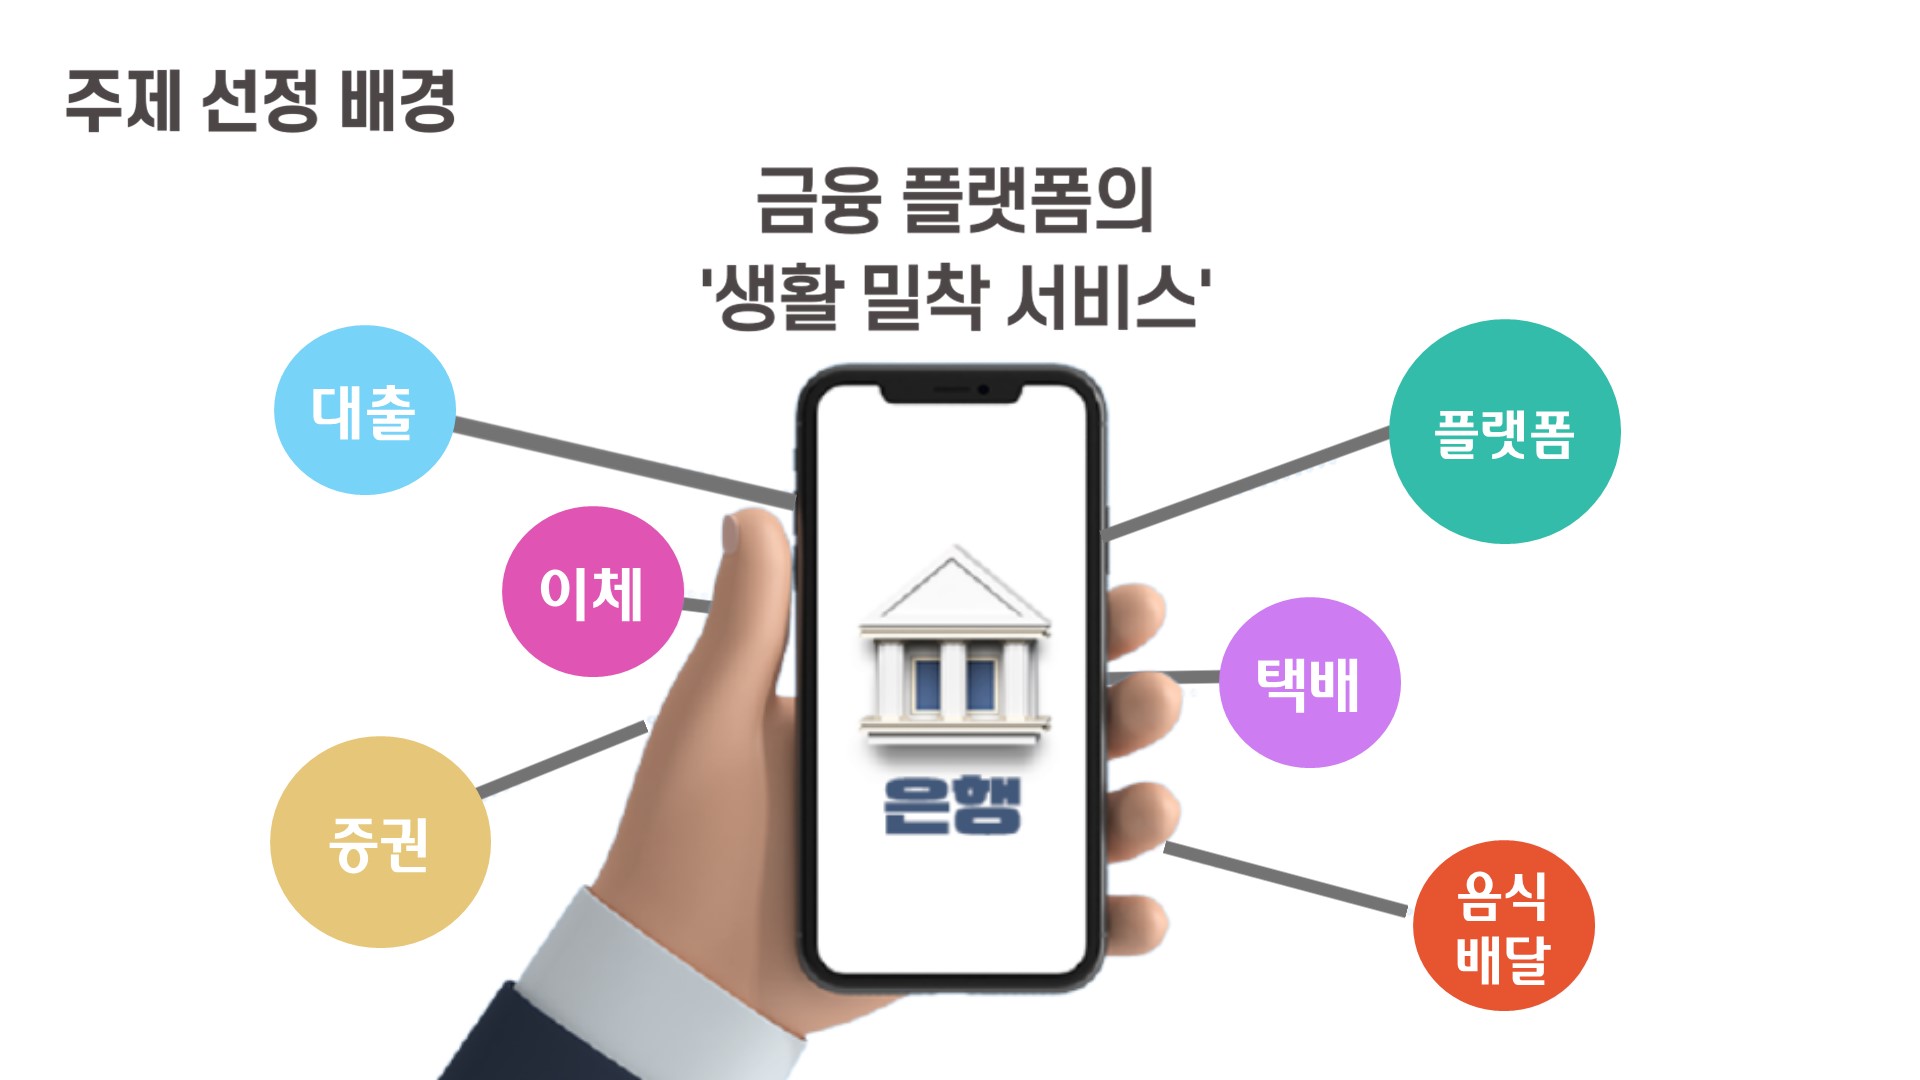 주제 선정 배경
금융 플랫폼의
'생활 밀착 서비스'
대출
플랫폼
이체
택배
은행
증권
음식
배달